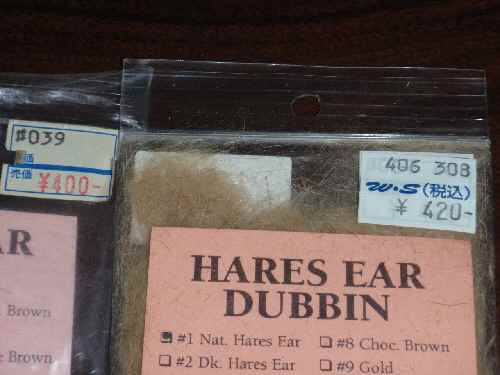 #039
売価
¥400-
AR
Brown
Brown
406 308
W.S(税込)
¥ 420-
HARES EAR
DUBBIN
#1 Nat. Hares Ear
#8 Choc. Brown
#2 Dk. Hares Ear
#9 Gold